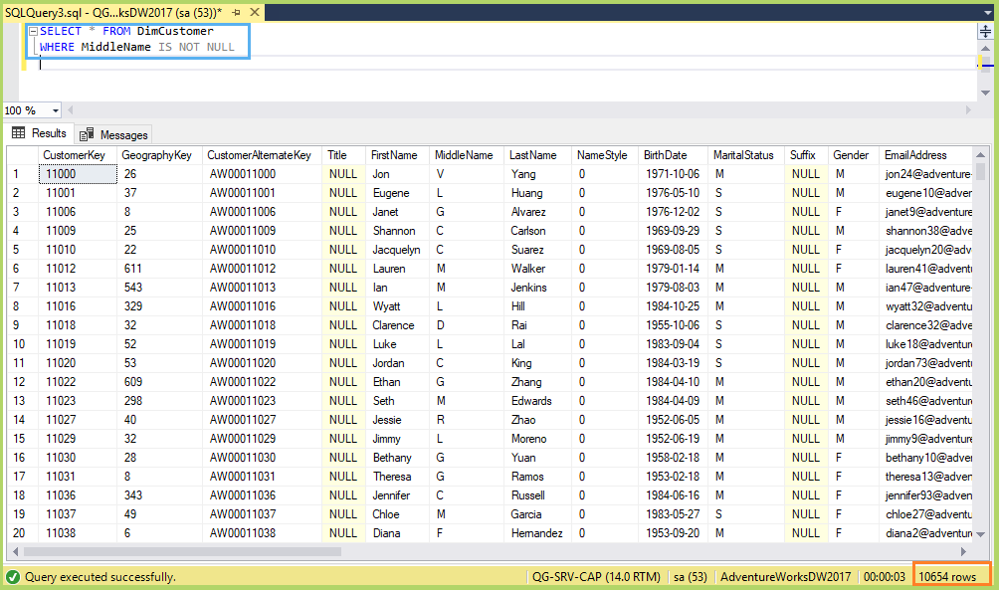 SQLQuery3.sql - QG...ksDW2017 (sa (53))*
SELECT * FROM DimCustomer
WHERE MiddleName IS NOT NULL
100 %
Results Messages
CustomerKey GeographyKey CustomerAlternateKey Title FirstName MiddleName LastName NameStyle BirthDate MaritalStatus Suffix Gender EmailAddress
1 11000 26 AW00011000 NULL Jon V Yang 0 1971-10-06 M NULL M jon24@adventure-
2 11001 37 AW00011001 NULL Eugene L Huang 0 1976-05-10 S NULL M eugene10@adven
3 11006 8 AW00011006 NULL Janet G Alvarez 0 1976-12-02 S NULL F janet9@adventure
4 11009 25 AW00011009 NULL Shannon C Carlson 0 1969-09-29 S NULL M shannon38@adve
5 11010 22 AW00011010 NULL Jacquelyn C Suarez 0 1969-08-05 S NULL F jacquelyn20@adve
6 11012 611 AW00011012 NULL Lauren M Walker 0 1979-01-14 M NULL F lauren41@advent
7 11013 543 AW00011013 NULL Ian M Jenkins 0 1979-08-03 M NULL M ian47@adventure-
8 11016 329 AW00011016 NULL Wyatt L Hill 0 1984-10-25 M NULL M wyatt32@adventur
9 11018 32 AW00011018 NULL Clarence D Rai 0 1955-10-06 S NULL M clarence32@adve
10 11019 52 AW00011019 NULL Luke L Lal 0 1983-09-04 S NULL M luke18@adventure
11 11020 53 AW00011020 NULL Jordan C King 0 1984-03-19 S NULL M jordan73@advent
12 11022 609 AW00011022 NULL Ethan G Zhang 0 1984-04-10 M NULL M ethan20@adventu
13 11023 298 AW00011023 NULL Seth M Edwards 0 1984-04-09 M NULL M seth46@adventur
14 11027 40 AW00011027 NULL Jessie R Zhao 0 1952-06-05 M NULL M jessie16@adventu
15 11029 32 AW00011029 NULL Jimmy L Moreno 0 1952-06-19 M NULL M jimmy9@adventur
16 11030 28 AW00011030 NULL Bethany G Yuan 0 1958-02-18 M NULL F bethany10@adver
17 11031 8 AW00011031 NULL Theresa G Ramos 0 1953-02-18 M NULL F theresa13@adven
18 11036 343 AW00011036 NULL Jennifer C Russell 0 1984-06-16 M NULL F jennifer93@adven
19 11037 49 AW00011037 NULL Chloe M Garcia 0 1983-05-27 S NULL F chloe27@adventu
20 11038 6 AW00011038 NULL Diana F Hernandez 0 1953-09-20 M NULL F diana2@adventure
Query executed successfully. QG-SRV-CAP (14.0 RTM) sa (53) AdventureWorksDW2017 00:00:03 10654 rows